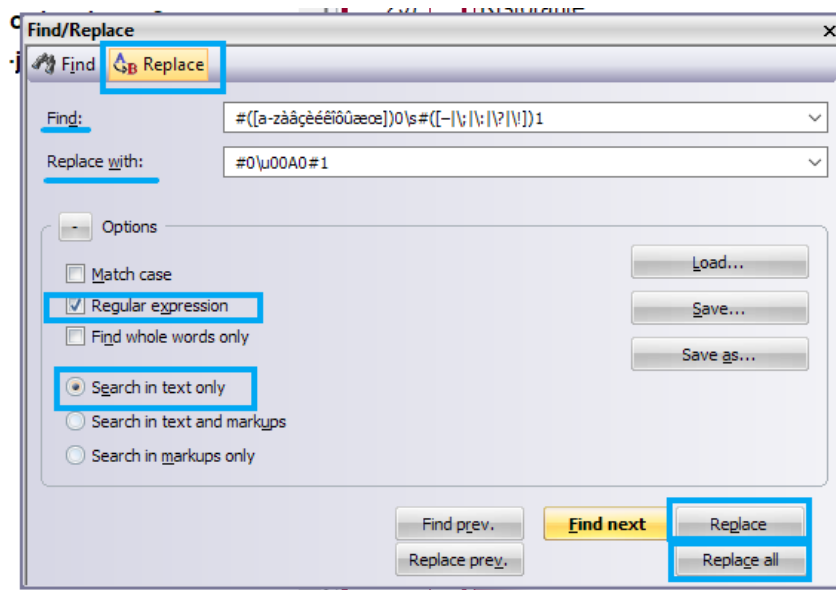 Find/Replace x
Find Replace
Find: #([a-zàâçèéêîôûæœ])0\s#([–|\;|\:|\?|\!])1
Replace with: #0\u00A0#1
- Options
Match case
Load...
Regular expression
Save...
Find whole words only
Save as...
Search in text only
Search in text and markups
Search in markups only
Find prev. Find next Replace
Replace prev. Replace all